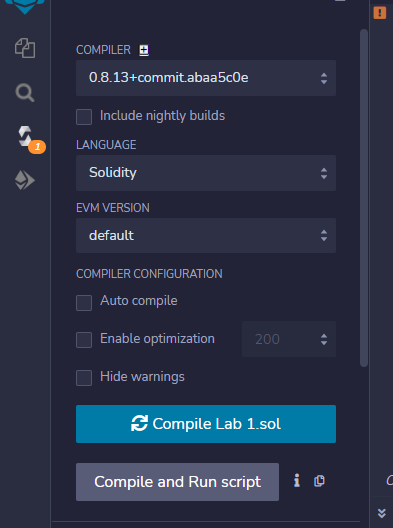 COMPILER
0.8.13+commit.abaa5c0e
Include nightly builds
LANGUAGE
Solidity
EVM VERSION
default
COMPILER CONFIGURATION
Auto compile
Enable optimization 200
Hide warnings
1
Compile Lab 1.sol
Compile and Run script